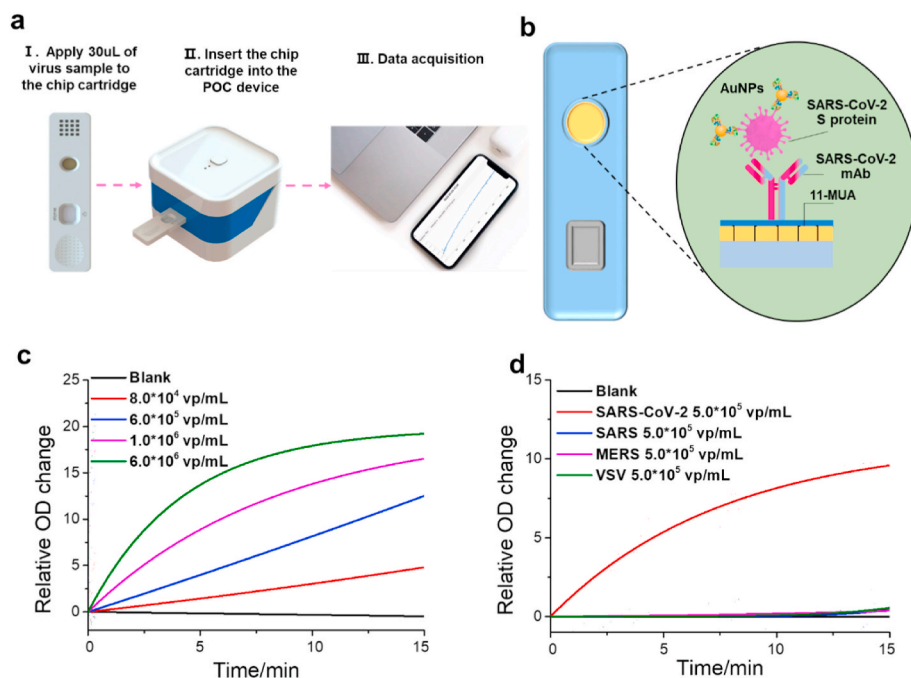 a
Ⅰ. Apply 30uL of
virus sample to
the chip cartridge
Ⅱ. Insert the chip
cartridge into the
POC device
Ⅲ. Data acquisition
b
AuNPs
SARS-CoV-2
S protein
SARS-CoV-2
mAb
11-MUA
c
25
20
15
10
5
0
Relative OD change
Blank
8.0*10⁴ vp/mL
6.0*10⁵ vp/mL
1.0*10⁶ vp/mL
6.0*10⁶ vp/mL
0 5 10 15
Time/min
d
15
10
5
0
Relative OD change
Blank
SARS-CoV-2 5.0*10⁵ vp/mL
SARS 5.0*10⁵ vp/mL
MERS 5.0*10⁵ vp/mL
VSV 5.0*10⁵ vp/mL
0 5 10 15
Time/min